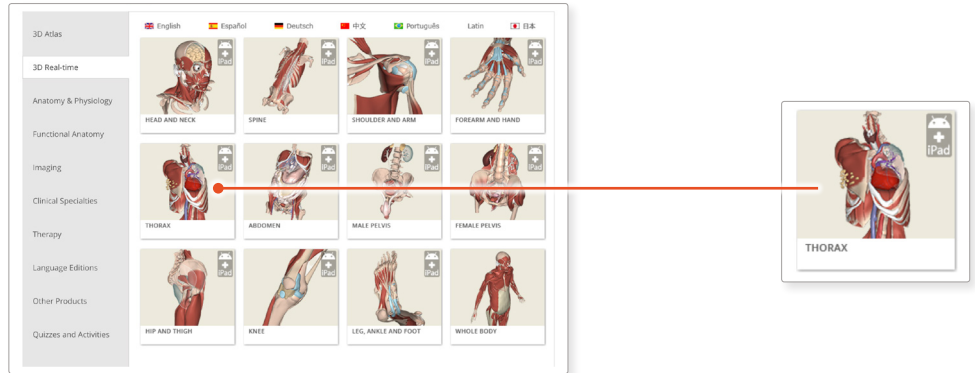 English Español Deutsch 中文 Português Latin 日本
3D Atlas
3D Real-time
Anatomy & Physiology
Functional Anatomy
Imaging
Clinical Specialties
Therapy
Language Editions
Other Products
Quizzes and Activities
+ iPad
+ iPad
+ iPad
+ iPad
HEAD AND NECK SPINE SHOULDER AND ARM FOREARM AND HAND
+ iPad
+ iPad
+ iPad
+ iPad
THORAX ABDOMEN MALE PELVIS FEMALE PELVIS
+ iPad
+ iPad
+ iPad
HIP AND THIGH KNEE LEG, ANKLE AND FOOT WHOLE BODY
+
iPad
THORAX